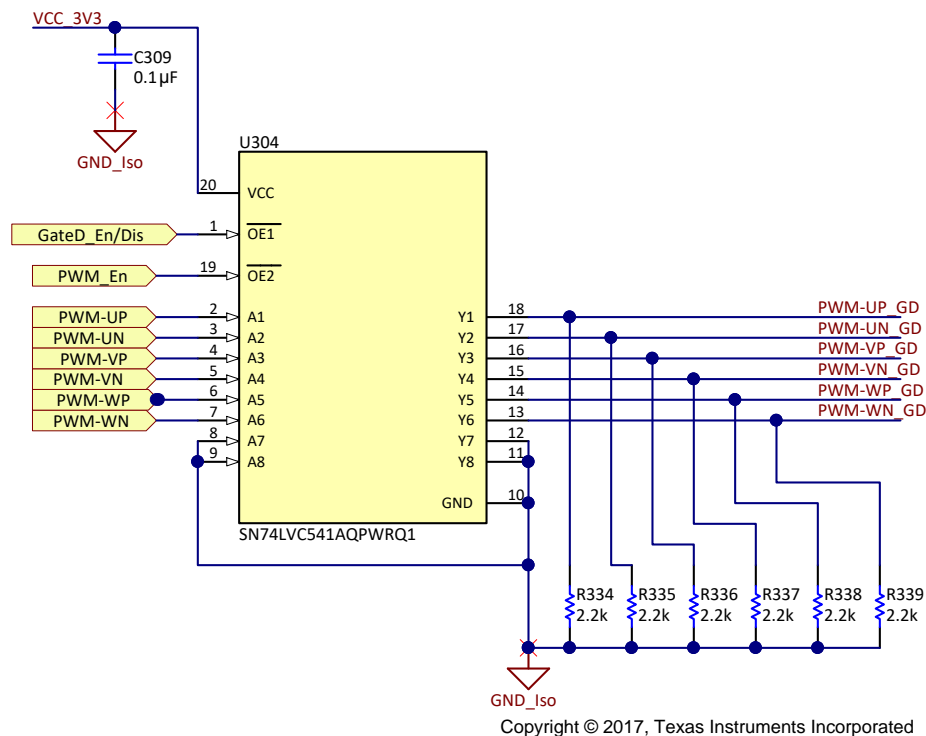 VCC_3V3
C309
0.1µF
GND_Iso
U304
20 VCC
GateD_En/Dis 1 OE1
PWM_En 19 OE2
PWM-UP 2 A1 Y1 18 PWM-UP_GD
PWM-UN 3 A2 Y2 17 PWM-UN_GD
PWM-VP 4 A3 Y3 16 PWM-VP_GD
PWM-VN 5 A4 Y4 15 PWM-VN_GD
PWM-WP 6 A5 Y5 14 PWM-WP_GD
PWM-WN 7 A6 Y6 13 PWM-WN_GD
8 A7 Y7 12
9 A8 Y8 11
GND 10
SN74LVC541AQPWRQ1
R334 R335 R336 R337 R338 R339
2.2k 2.2k 2.2k 2.2k 2.2k 2.2k
GND_Iso
Copyright © 2017, Texas Instruments Incorporated